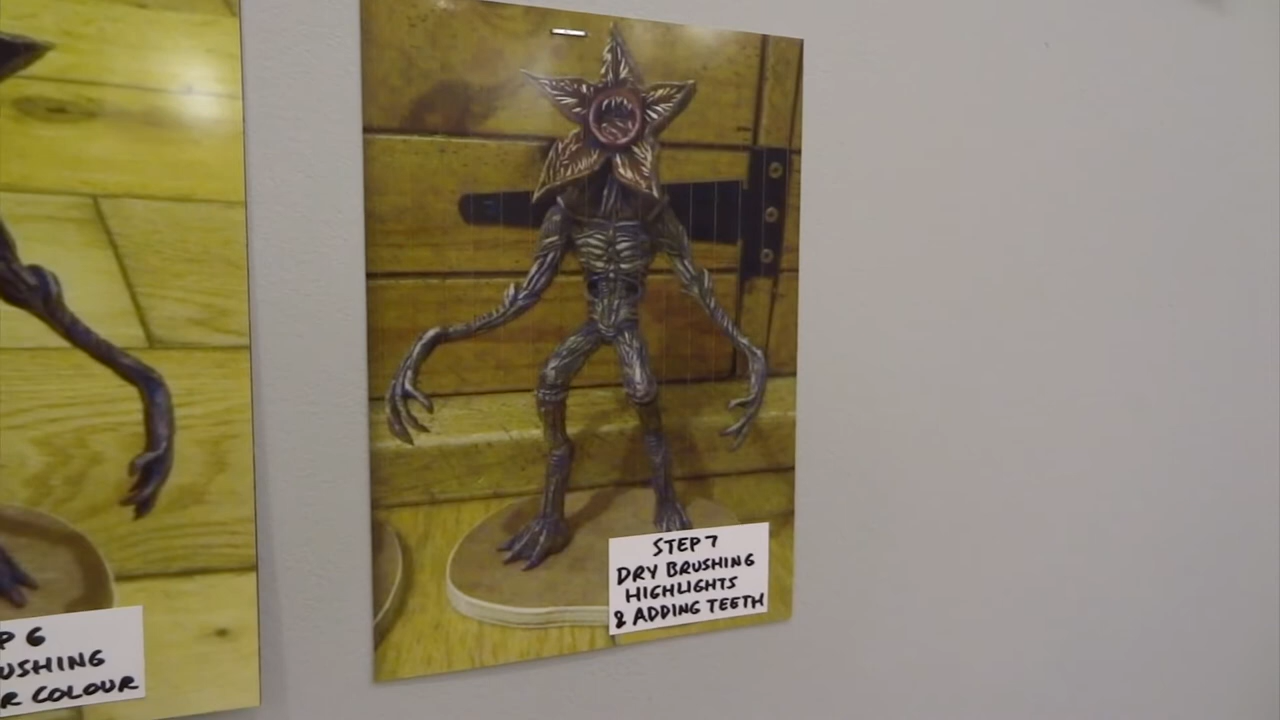 P 6
USHING
R COLOUR
STEP 7
DRY BRUSHING
HIGHLIGHTS
& ADDING TEETH